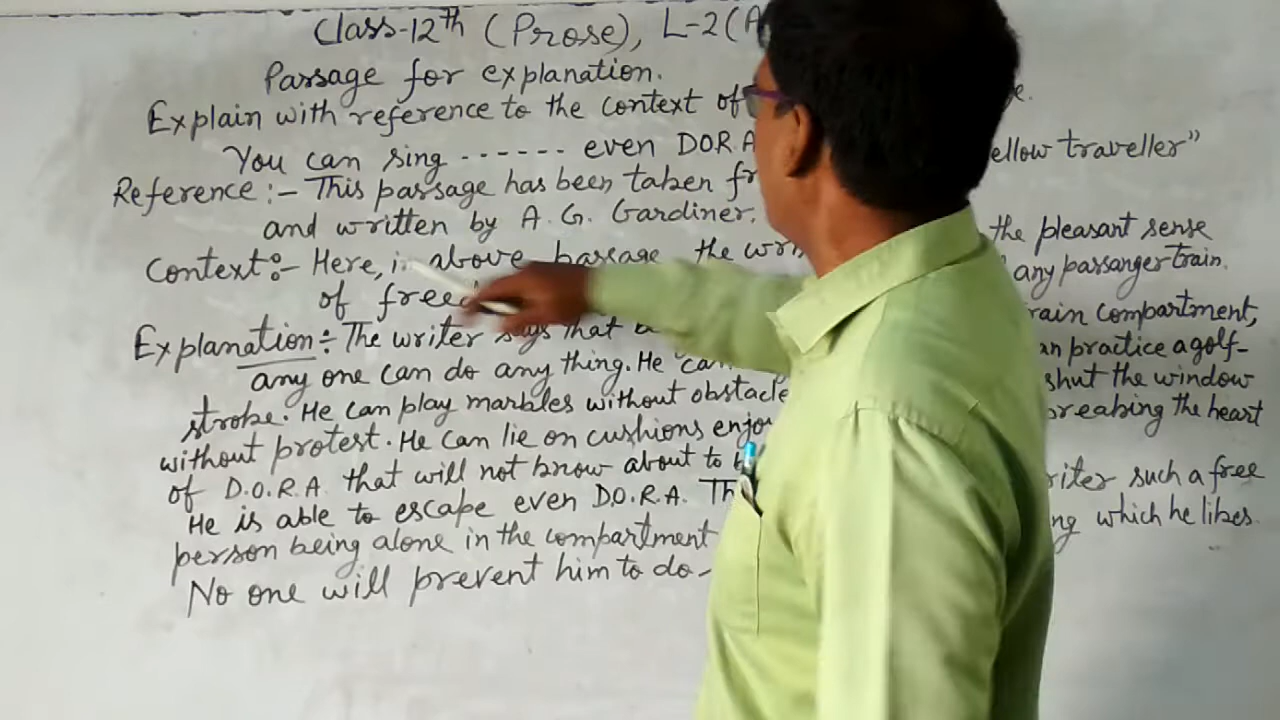 Class-12th (Prose), L-2(A
Passage for explanation.
Explain with reference to the context of e.
You can sing ------ even DORA ellow traveller"
Reference :- This passage has been taken fr
and written by A. G. Gardiner. the pleasant sense
Context :- Here, in above passage the wri any passanger train.
of freed rain compartment,
Explanation :- The writer says that an practice a golf-
any one can do any thing. He can shut the window
stroke. He can play marbles without obstacle breaking the heart
without protest. He can lie on cushions enjoy
of D.O.R.A. that will not know about to b riter such a free
He is able to escape even D.O.R.A. Th ng which he likes.
person being alone in the compartment
No one will prevent him to do-